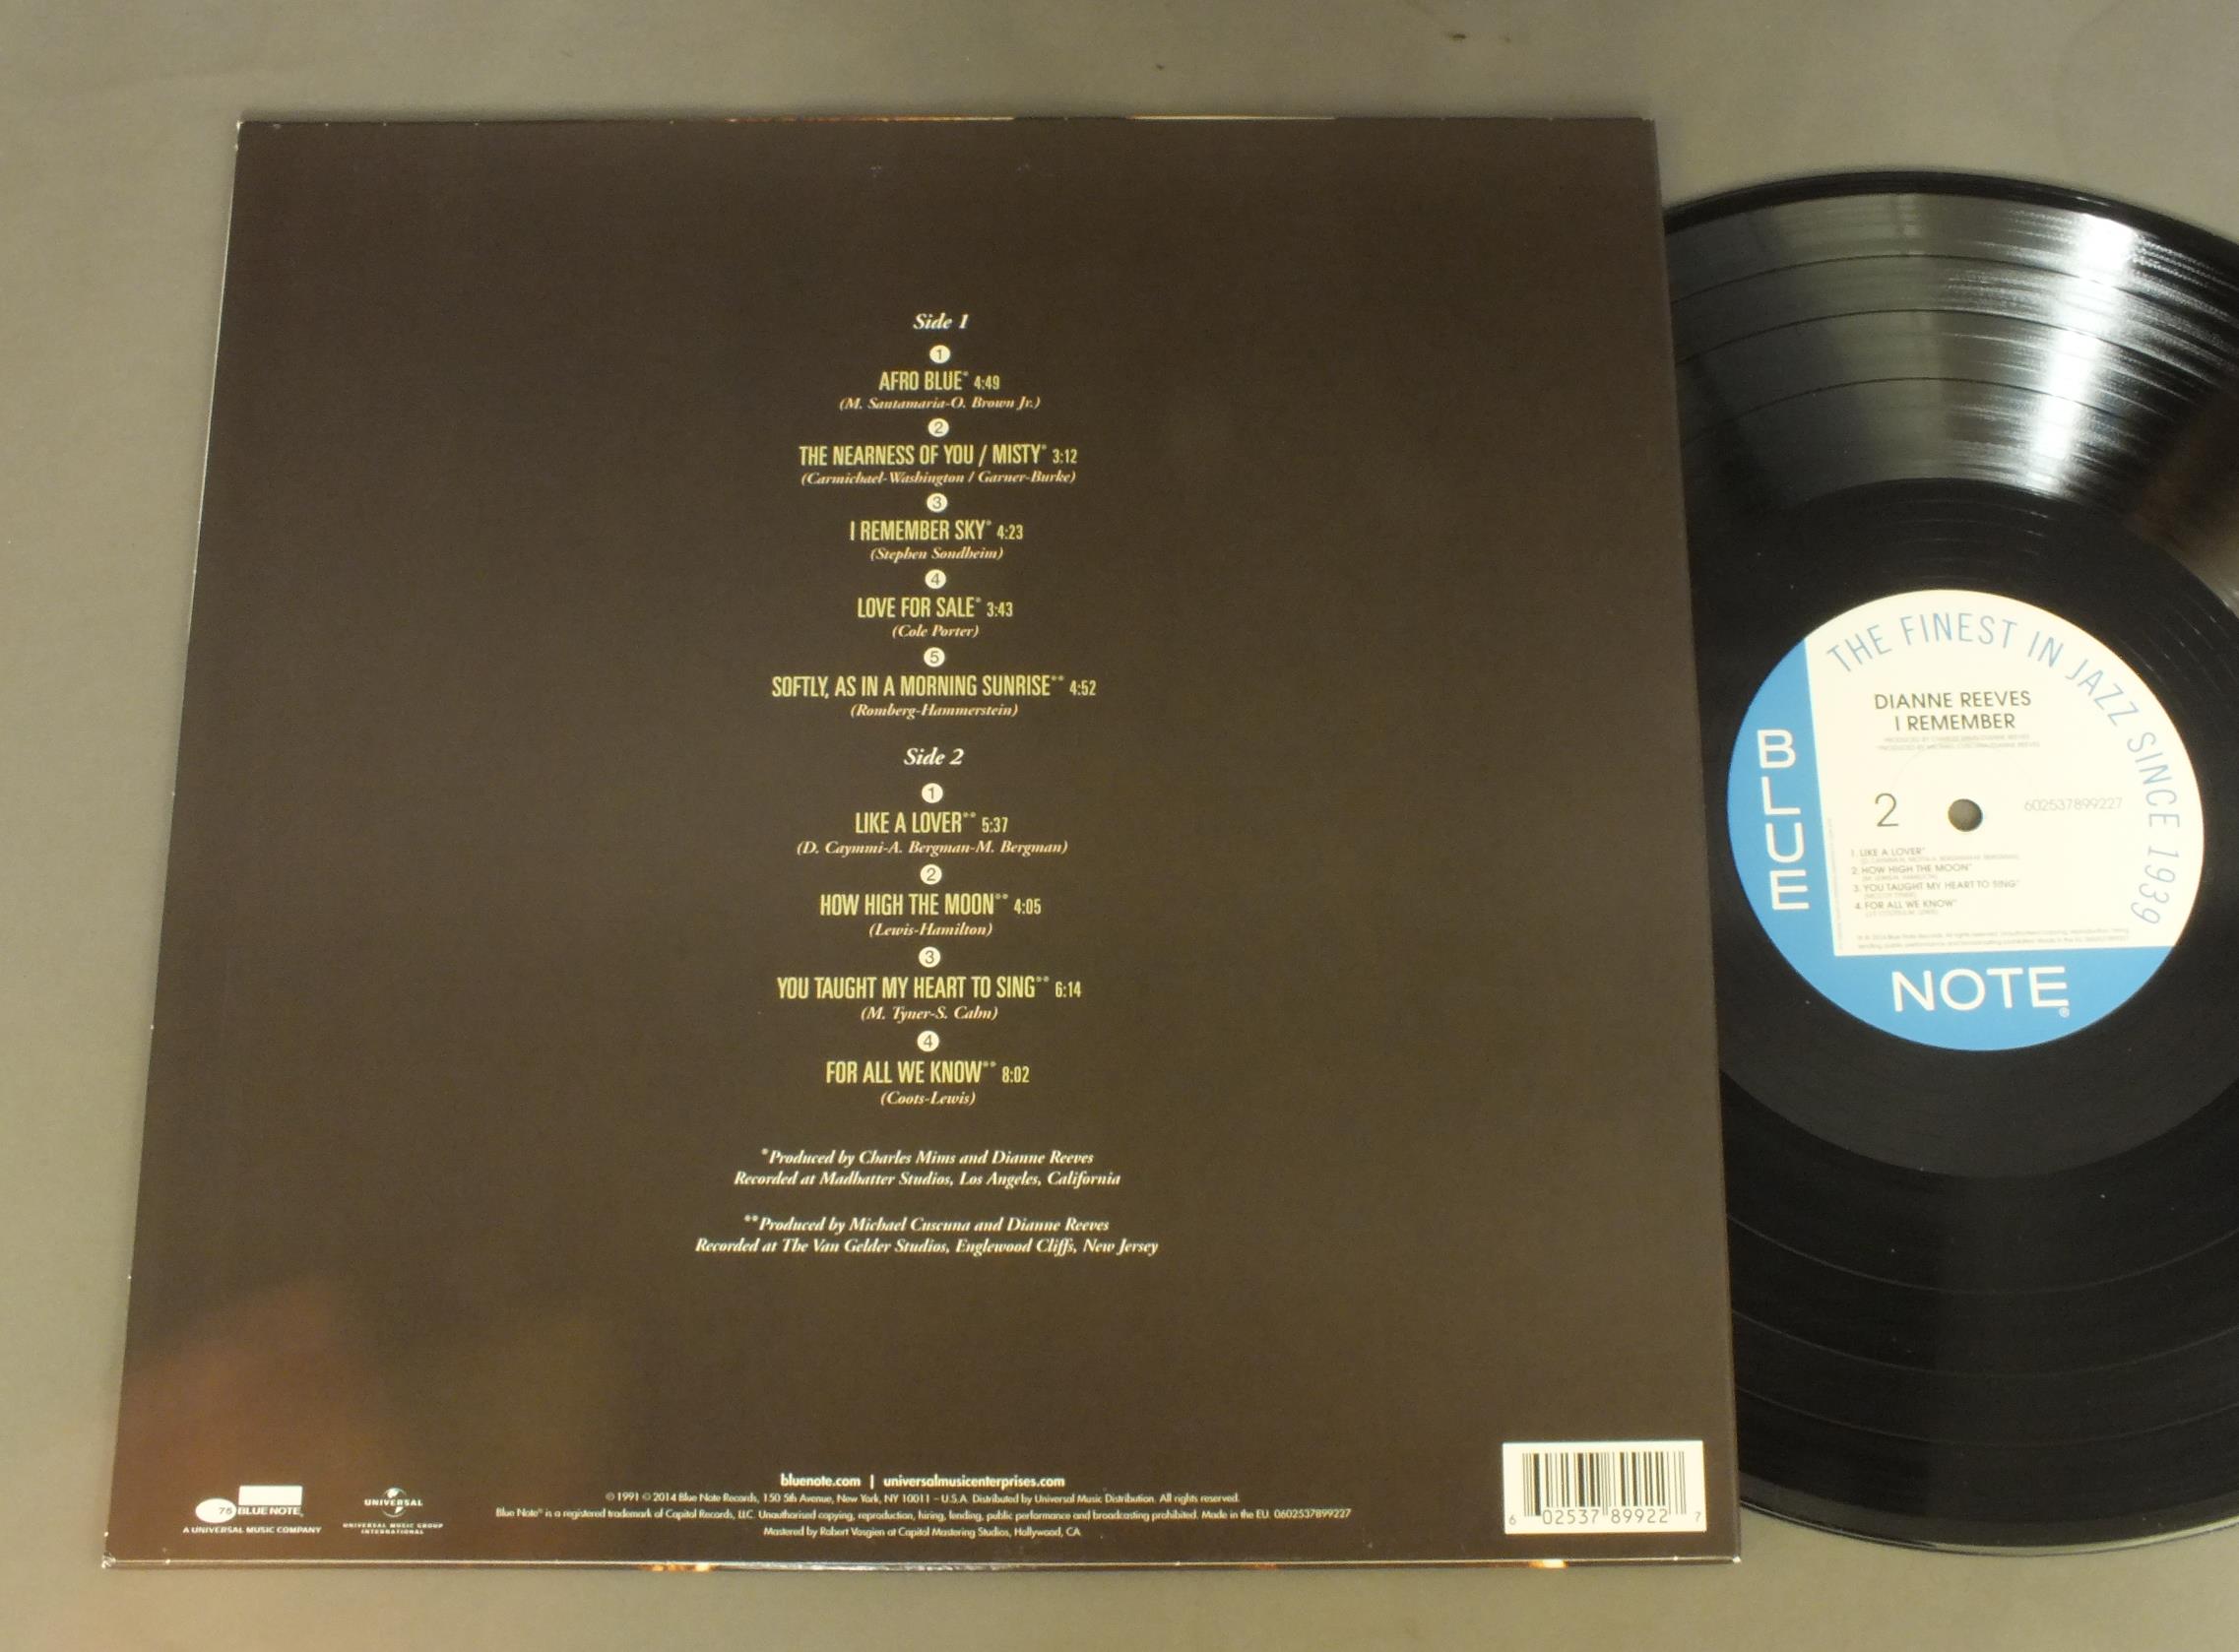 Side 1
1
AFRO BLUE* 4:49
(M. Santamaria-O. Brown Jr.)
2
THE NEARNESS OF YOU / MISTY* 3:12
(Carmichael-Washington / Garner-Burke)
3
I REMEMBER SKY* 4:23
(Stephen Sondheim)
4
LOVE FOR SALE* 3:43
(Cole Porter)
5
SOFTLY, AS IN A MORNING SUNRISE** 4:52
(Romberg-Hammerstein)
Side 2
1
LIKE A LOVER** 5:37
(D. Caymmi-A. Bergman-M. Bergman)
2
HOW HIGH THE MOON** 4:05
(Lewis-Hamilton)
3
YOU TAUGHT MY HEART TO SING** 6:14
(M. Tyner-S. Cahn)
4
FOR ALL WE KNOW** 8:02
(Coots-Lewis)
*Produced by Charles Mims and Dianne Reeves
Recorded at Madhatter Studios, Los Angeles, California
**Produced by Michael Cuscuna and Dianne Reeves
Recorded at The Van Gelder Studios, Englewood Cliffs, New Jersey
bluenote.com | universalmusicenterprises.com
℗ 1991 © 2014 Blue Note Records, 150 5th Avenue, New York, NY 10011 – U.S.A. Distributed by Universal Music Distribution. All rights reserved.
Blue Note® is a registered trademark of Capitol Records, LLC. Unauthorised copying, reproduction, hiring, lending, public performance and broadcasting prohibited. Made in the EU. 0602537899227
Mastered by Robert Vosgien at Capitol Mastering Studios, Hollywood, CA
75 BLUE NOTE
A UNIVERSAL MUSIC COMPANY
UNIVERSAL
UNIVERSAL MUSIC GROUP
INTERNATIONAL
6 02537 89922 7
THE FINEST IN JAZZ SINCE 1939
DIANNE REEVES
I REMEMBER
2
602537899227
1. LIKE A LOVER*
2. HOW HIGH THE MOON*
3. YOU TAUGHT MY HEART TO SING*
4. FOR ALL WE KNOW*
BLUE
NOTE®